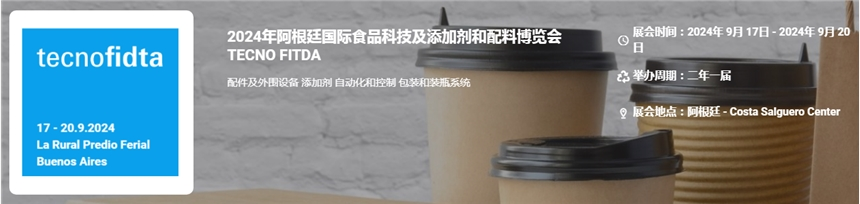 tecnofidta
17 - 20.9.2024
La Rural Predio Ferial
Buenos Aires
2024年阿根廷国际食品科技及添加剂和配料博览会
TECNO FITDA
配件及外围设备 添加剂 自动化和控制 包装和装瓶系统
展会时间：2024年 9月 17日 - 2024年 9月 20
日
举办周期：二年一届
展会地点：阿根廷 - Costa Salguero Center